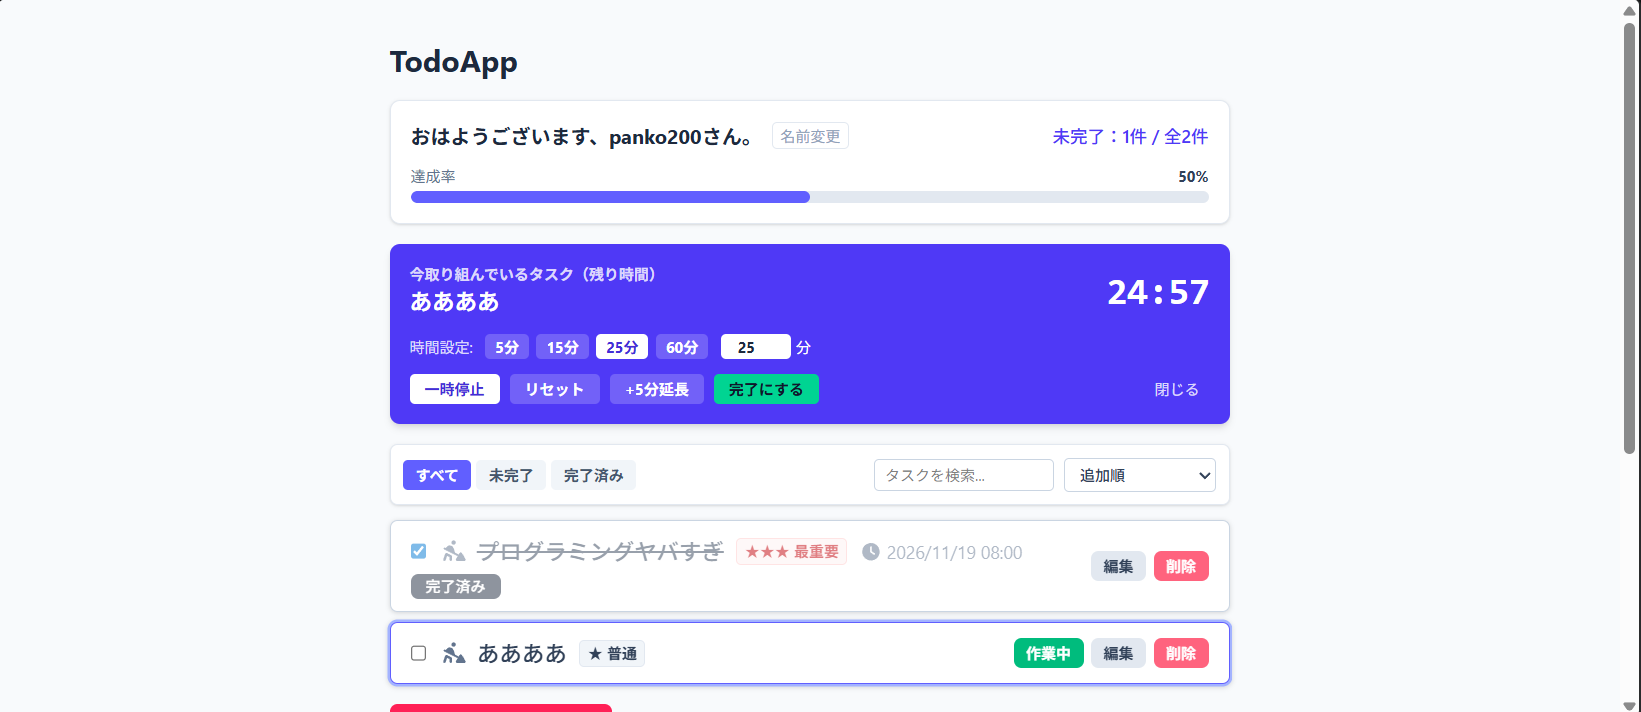 TodoApp
おはようございます、panko200さん。 名前変更 未完了：1件 / 全2件
達成率 50%
今取り組んでいるタスク（残り時間） 24:57
ああああ
時間設定: 5分 15分 25分 60分 25 分
一時停止 リセット +5分延長 完了にする 閉じる
すべて 未完了 完了済み タスクを検索... 追加順
プログラミングヤバすぎ ★★★ 最重要 2026/11/19 08:00 編集 削除
完了済み
ああああ ★ 普通 作業中 編集 削除